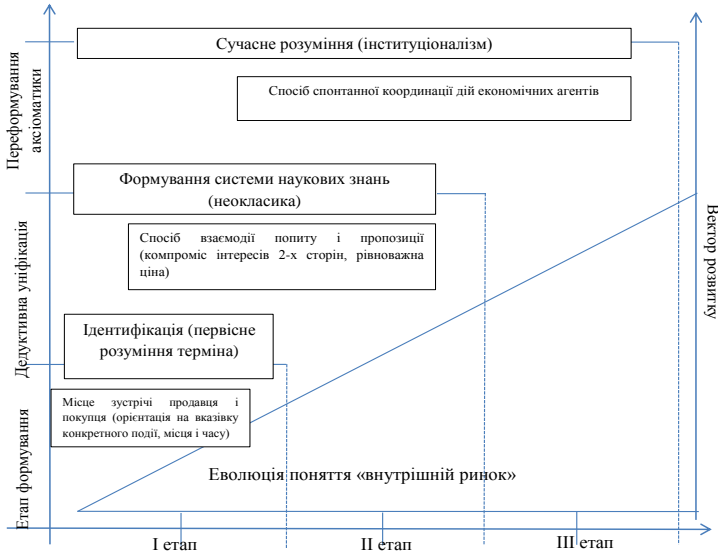 Сучасне розуміння (інституціоналізм)
Спосіб спонтанної координації дій економічних агентів
Переформування
аксіоматики
Формування системи наукових знань
(неокласика)
Спосіб взаємодії попиту і пропозиції
(компроміс інтересів 2-х сторін, рівноважна
ціна)
Дедуктивна уніфікація
Ідентифікація (первісне
розуміння терміна)
Місце зустрічі продавця і
покупця (орієнтація на вказівку
конкретного події, місця і часу)
Етап формування
Вектор розвитку
Еволюція поняття «внутрішній ринок»
I етап
II етап
III етап